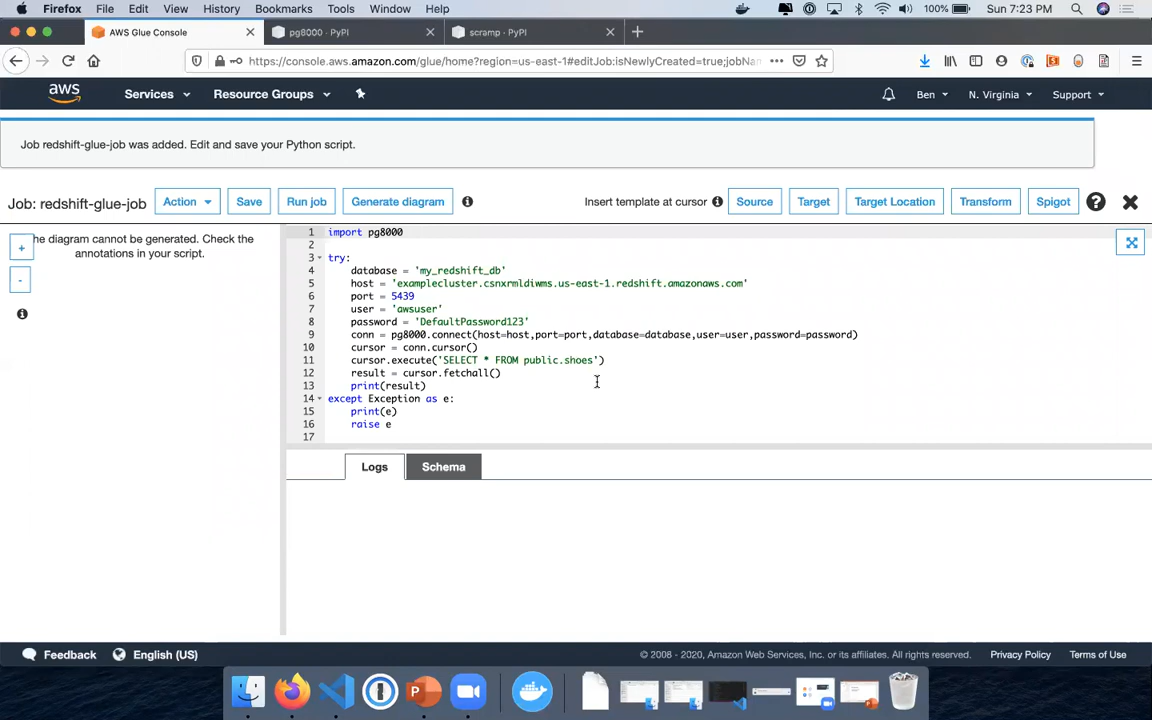 Firefox File Edit View History Bookmarks Tools Window Help 100% Sun 7:23 PM
AWS Glue Console pg8000 · PyPI scramp · PyPI
https://console.aws.amazon.com/glue/home?region=us-east-1#editJob:isNewlyCreated=true;jobNa
aws Services Resource Groups Ben N. Virginia Support
Job redshift-glue-job was added. Edit and save your Python script.
Job: redshift-glue-job Action Save Run job Generate diagram Insert template at cursor Source Target Target Location Transform Spigot
he diagram cannot be generated. Check the
annotations in your script.
+
-
1 import pg8000
2
3 try:
4 database = 'my_redshift_db'
5 host = 'examplecluster.csnxrmldiwms.us-east-1.redshift.amazonaws.com'
6 port = 5439
7 user = 'awsuser'
8 password = 'DefaultPassword123'
9 conn = pg8000.connect(host=host,port=port,database=database,user=user,password=password)
10 cursor = conn.cursor()
11 cursor.execute('SELECT * FROM public.shoes')
12 result = cursor.fetchall()
13 print(result)
14 except Exception as e:
15 print(e)
16 raise e
17
Logs Schema
Feedback English (US) © 2008 - 2020, Amazon Web Services, Inc. or its affiliates. All rights reserved. Privacy Policy Terms of Use